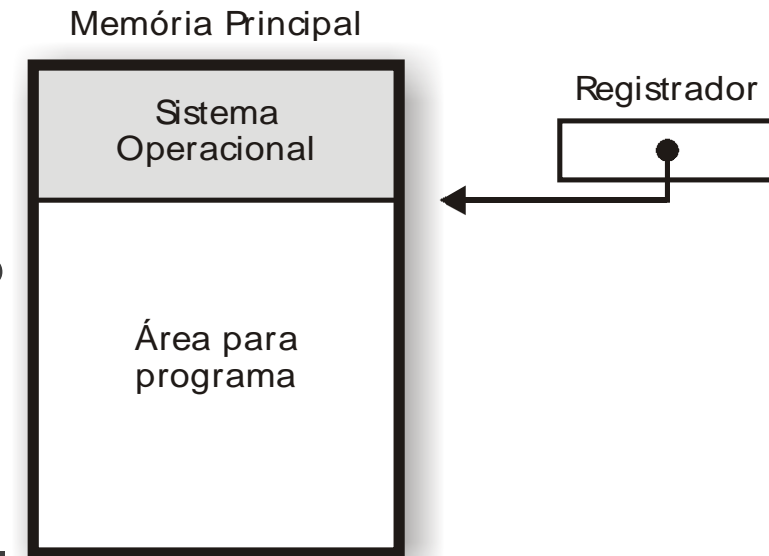 Memória Principal
Sistema
Operacional
Área para
programa
Registrador
)